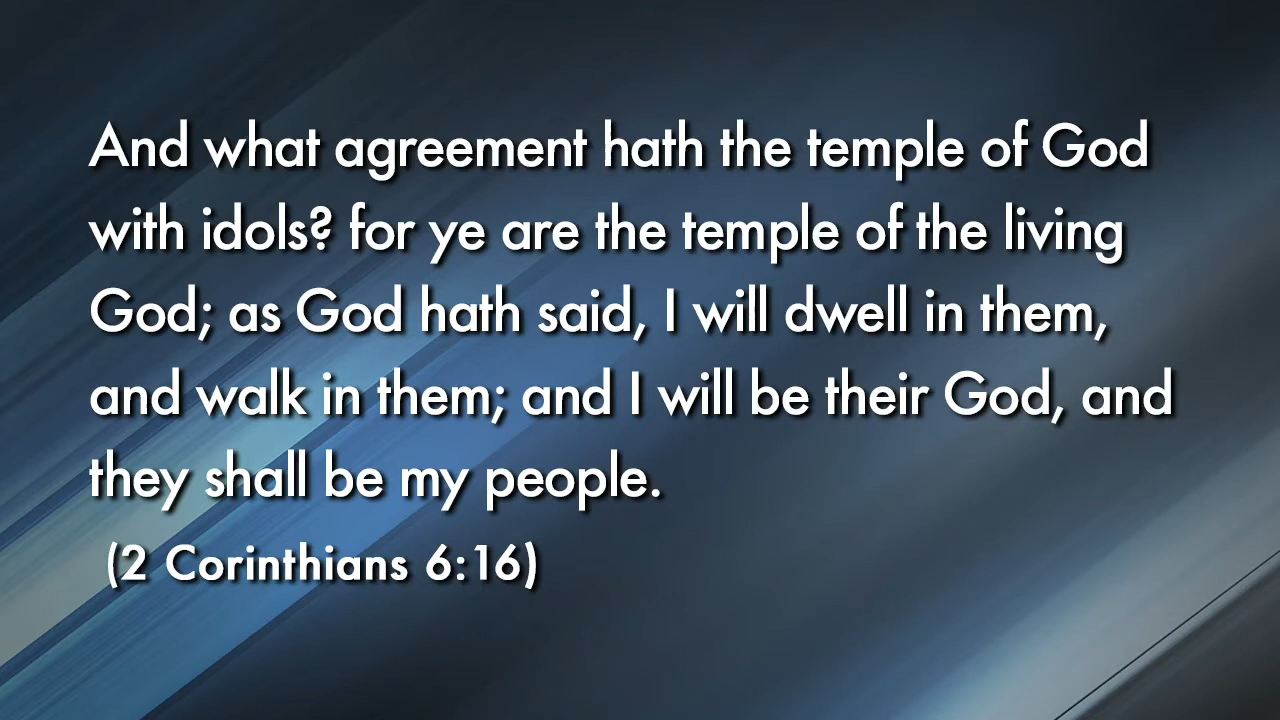 And what agreement hath the temple of God
with idols? for ye are the temple of the living
God; as God hath said, I will dwell in them,
and walk in them; and I will be their God, and
they shall be my people.
(2 Corinthians 6:16)